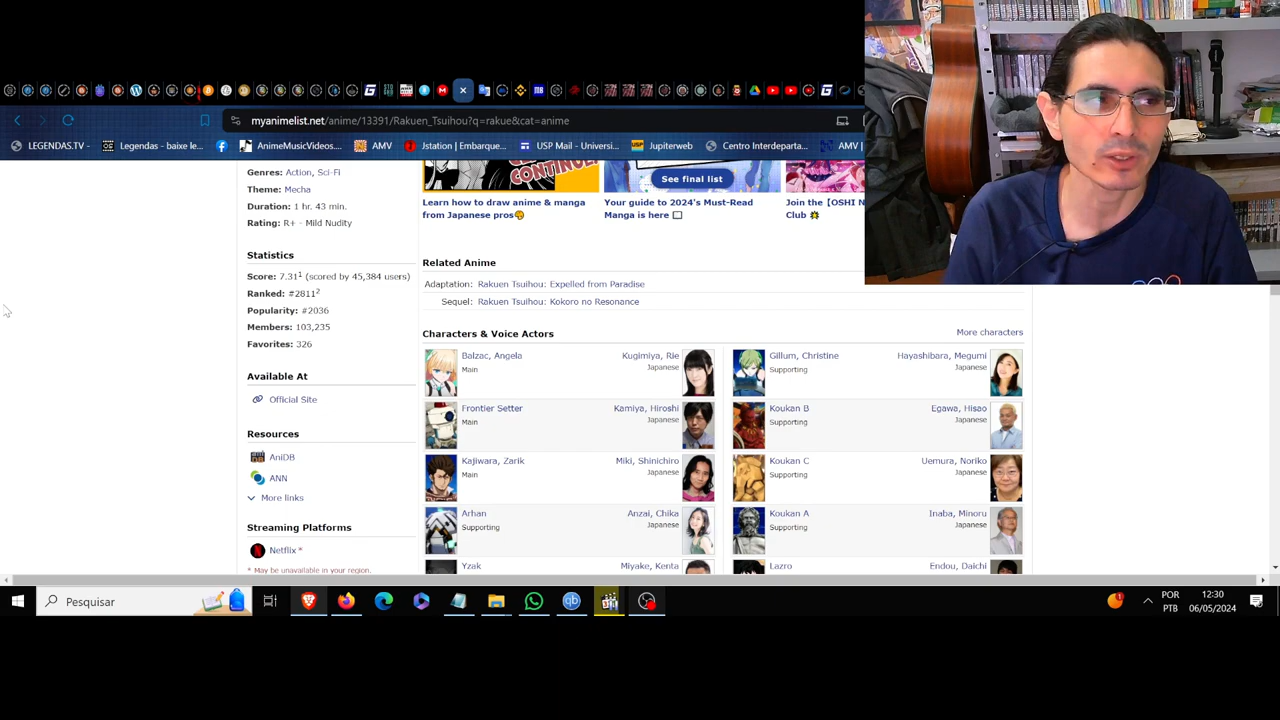 myanimelist.net/anime/13391/Rakuen_Tsuihou?q=rakue&cat=anime
LEGENDAS.TV -
Legendas - baixe le...
AnimeMusicVideos....
AMV
Jstation | Embarque...
USP Mail - Universi...
Jupiterweb
Centro Interdeparta...
AMV |
Genres: Action, Sci-Fi
Theme: Mecha
Duration: 1 hr. 43 min.
Rating: R+ - Mild Nudity
Statistics
Score: 7.31¹ (scored by 45,384 users)
Ranked: #2811²
Popularity: #2036
Members: 103,235
Favorites: 326
Available At
Official Site
Resources
AniDB
ANN
More links
Streaming Platforms
Netflix *
* May be unavailable in your region.
CONTINUE
See final list
Learn how to draw anime & manga
from Japanese pros
Your guide to 2024's Must-Read
Manga is here
Join the【OSHI N
Club
Related Anime
Adaptation: Rakuen Tsuihou: Expelled from Paradise
Sequel: Rakuen Tsuihou: Kokoro no Resonance
Characters & Voice Actors
More characters
Balzac, Angela
Main
Kugimiya, Rie
Japanese
Gillum, Christine
Supporting
Hayashibara, Megumi
Japanese
Frontier Setter
Main
Kamiya, Hiroshi
Japanese
Koukan B
Supporting
Egawa, Hisao
Japanese
Kajiwara, Zarik
Main
Miki, Shinichiro
Japanese
Koukan C
Supporting
Uemura, Noriko
Japanese
Arhan
Supporting
Anzai, Chika
Japanese
Koukan A
Supporting
Inaba, Minoru
Japanese
Yzak
Miyake, Kenta
Lazro
Endou, Daichi
Pesquisar
POR
PTB
12:30
06/05/2024